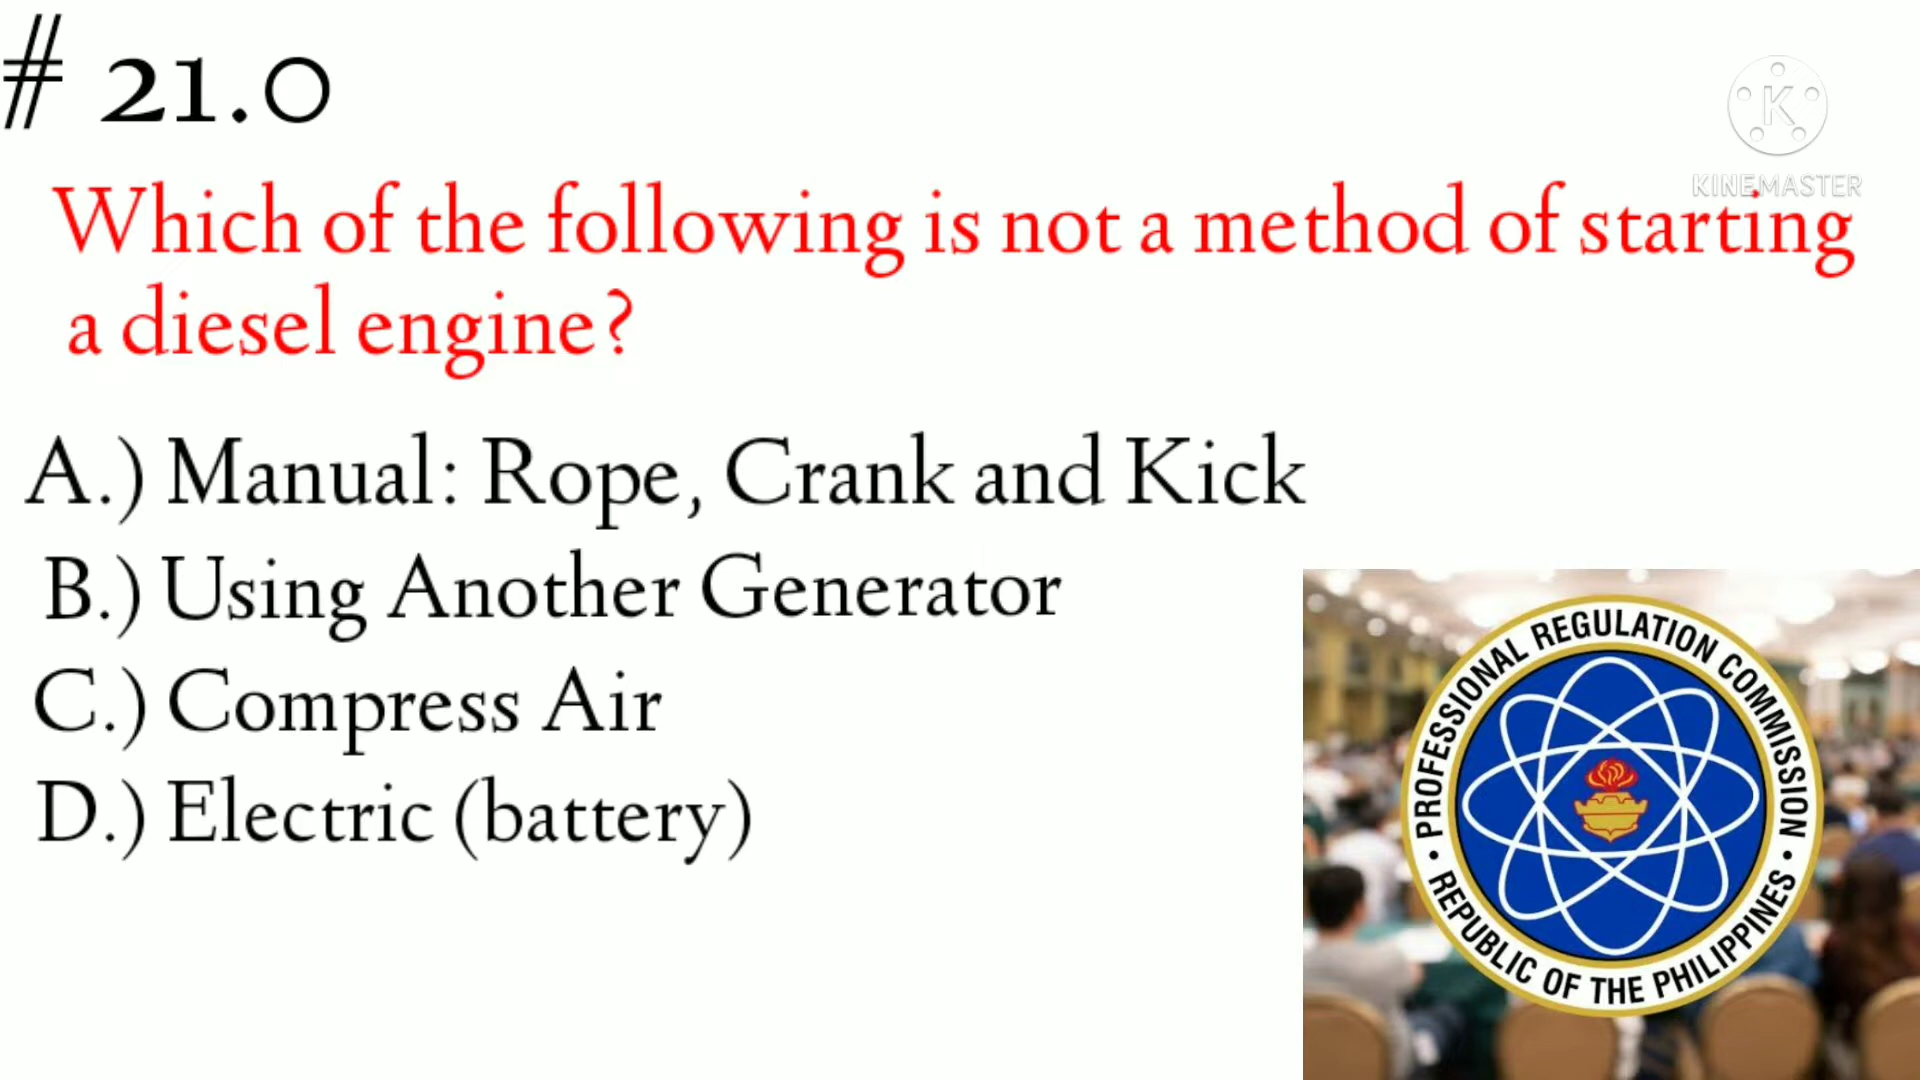 # 21.0
KINEMASTER
Which of the following is not a method of starting
a diesel engine?
A.) Manual: Rope, Crank and Kick
B.) Using Another Generator
C.) Compress Air
D.) Electric (battery)
PROFESSIONAL REGULATION COMMISSION
REPUBLIC OF THE PHILIPPINES